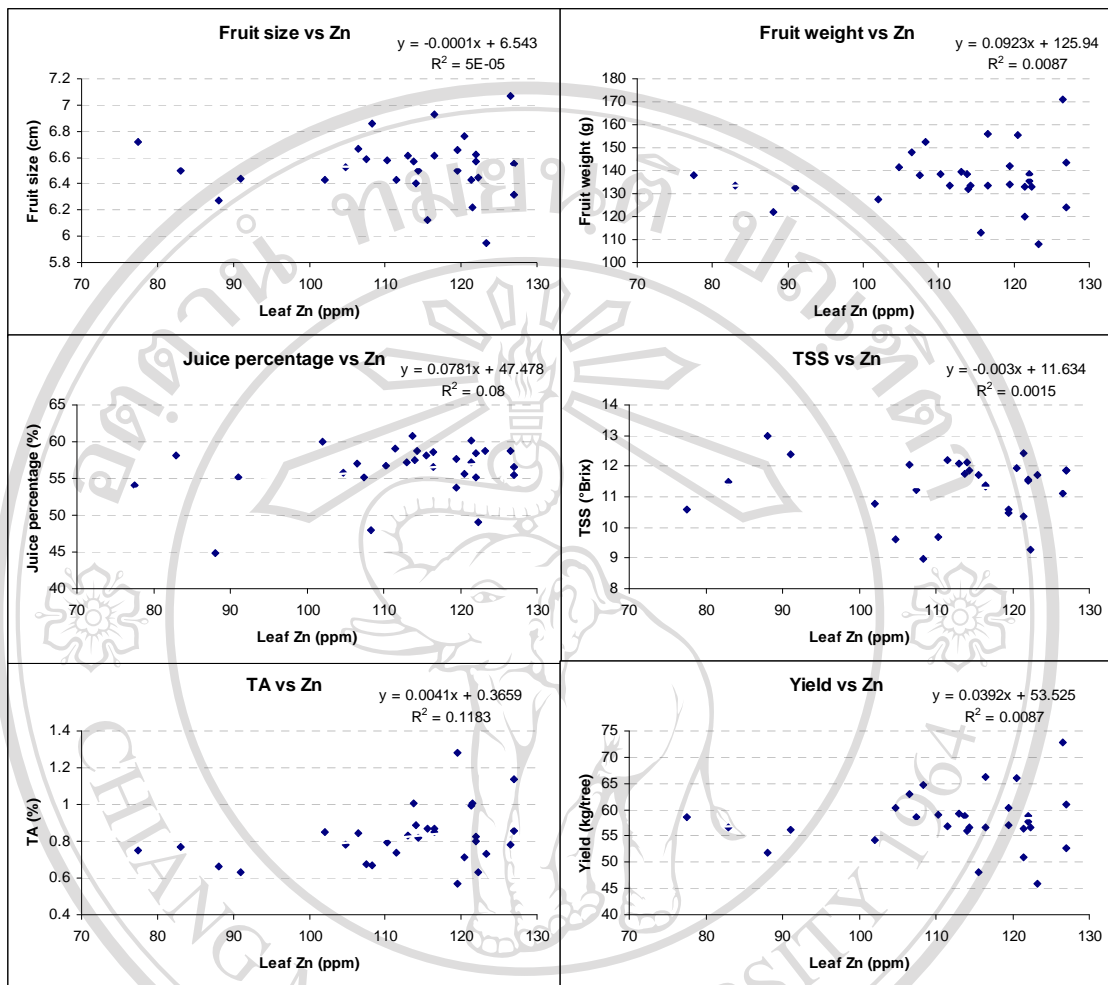 Fruit size vs Zn
y = -0.0001x + 6.543
R² = 5E-05
Fruit size (cm)
7.2
7
6.8
6.6
6.4
6.2
6
5.8
70 80 90 100 110 120 130
Leaf Zn (ppm)
Fruit weight vs Zn
y = 0.0923x + 125.94
R² = 0.0087
Fruit weight (g)
180
170
160
150
140
130
120
110
100
70 80 90 100 110 120 130
Leaf Zn (ppm)
Juice percentage vs Zn
y = 0.0781x + 47.478
R² = 0.08
Juice percentage (%)
65
60
55
50
45
40
70 80 90 100 110 120 130
Leaf Zn (ppm)
TSS vs Zn
y = -0.003x + 11.634
R² = 0.0015
TSS (°Brix)
14
13
12
11
10
9
8
70 80 90 100 110 120 130
Leaf Zn (ppm)
TA vs Zn
y = 0.0041x + 0.3659
R² = 0.1183
TA (%)
1.4
1.2
1
0.8
0.6
0.4
70 80 90 100 110 120 130
Leaf Zn (ppm)
Yield vs Zn
y = 0.0392x + 53.525
R² = 0.0087
Yield (kg/tree)
75
70
65
60
55
50
45
40
70 80 90 100 110 120 130
Leaf Zn (ppm)
CHIANG
1964